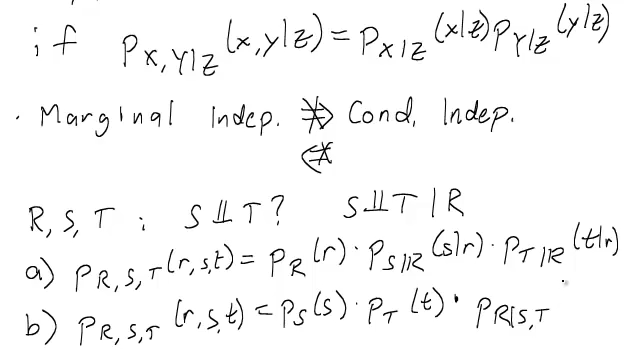 if P_{X,Y|Z}(x,y|z) = P_{X|Z}(x|z) P_{Y|Z}(y|z)
· Marginal Indep. ⇏ Cond. Indep.
⇍
R, S, T : S ⫫ T? S ⫫ T | R
a) P_{R,S,T}(r,s,t) = P_R(r) · P_{S|R}(s|r) · P_{T|R}(t|r)
b) P_{R,S,T}(r,s,t) = P_S(s) · P_T(t) · P_{R|S,T}